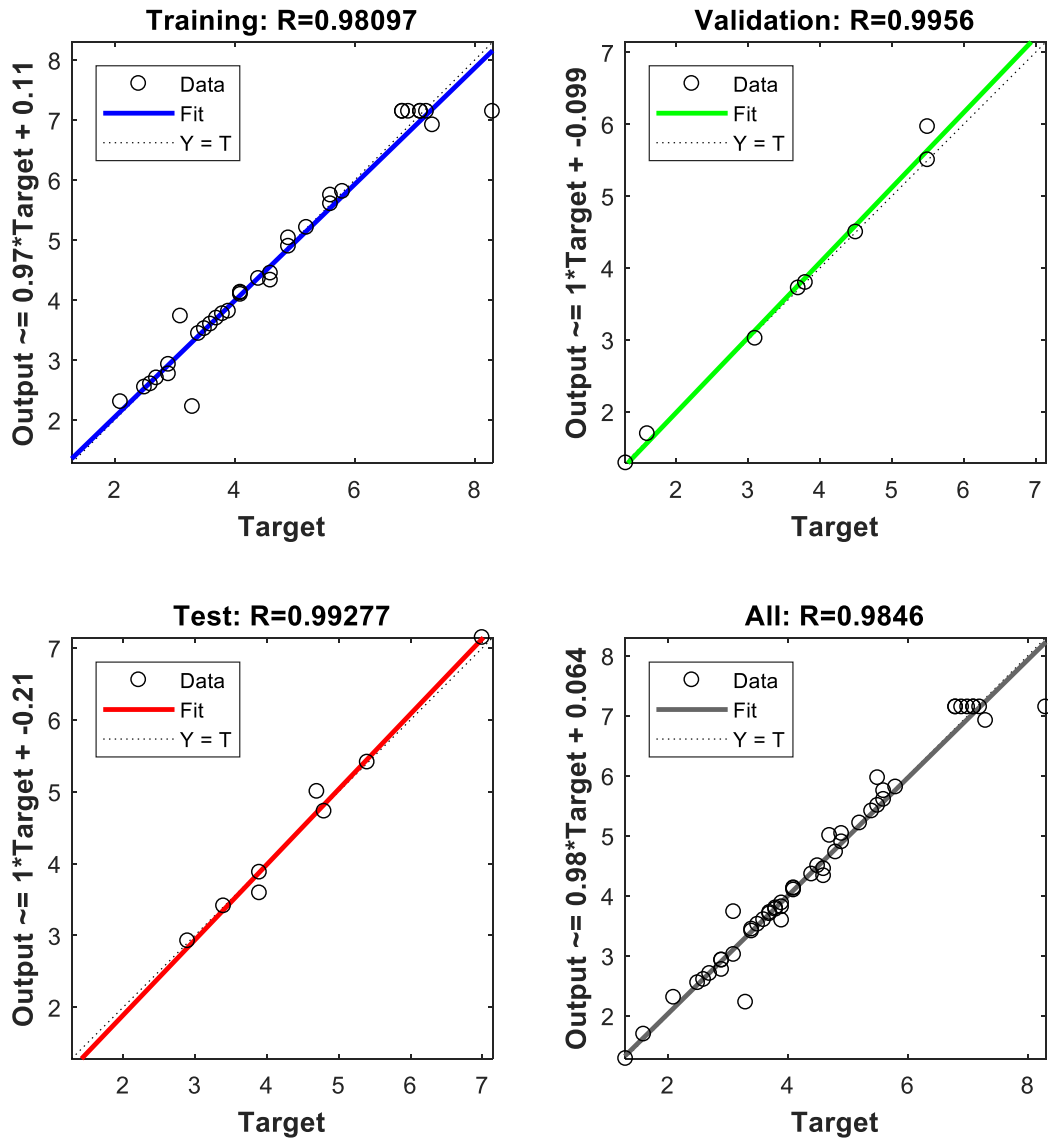 Training: R=0.98097
Output ~= 0.97*Target + 0.11
8
7
6
5
4
3
2
Data
Fit
Y = T
2 4 6 8
Target
Validation: R=0.9956
Output ~= 1*Target + -0.099
7
6
5
4
3
2
Data
Fit
Y = T
2 3 4 5 6 7
Target
Test: R=0.99277
Output ~= 1*Target + -0.21
7
6
5
4
3
2
Data
Fit
Y = T
2 3 4 5 6 7
Target
All: R=0.9846
Output ~= 0.98*Target + 0.064
8
7
6
5
4
3
2
Data
Fit
Y = T
2 4 6 8
Target